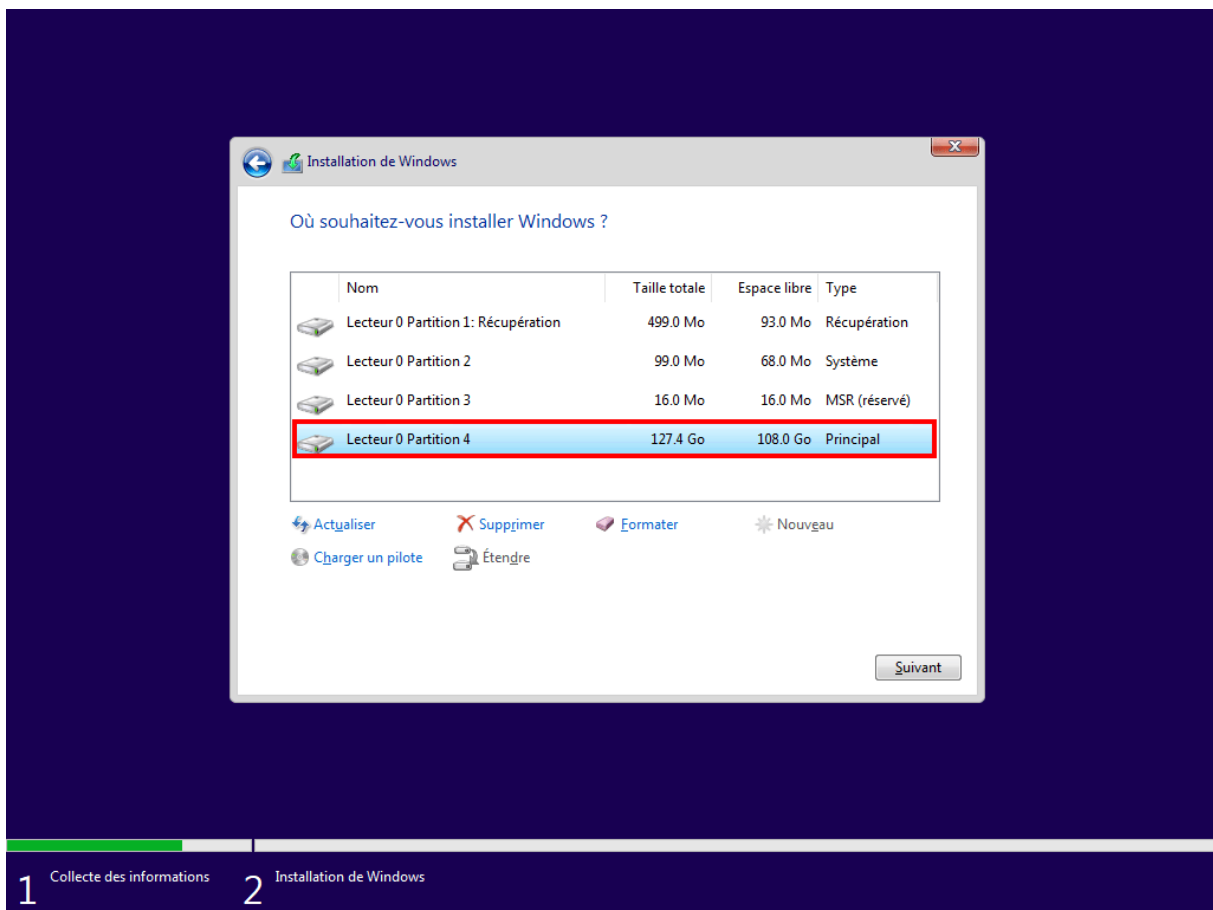 Installation de Windows
Où souhaitez-vous installer Windows ?
Nom Taille totale Espace libre Type
Lecteur 0 Partition 1: Récupération 499.0 Mo 93.0 Mo Récupération
Lecteur 0 Partition 2 99.0 Mo 68.0 Mo Système
Lecteur 0 Partition 3 16.0 Mo 16.0 Mo MSR (réservé)
Lecteur 0 Partition 4 127.4 Go 108.0 Go Principal
Actualiser Supprimer Formater Nouveau
Charger un pilote Étendre
Suivant
1 Collecte des informations 2 Installation de Windows